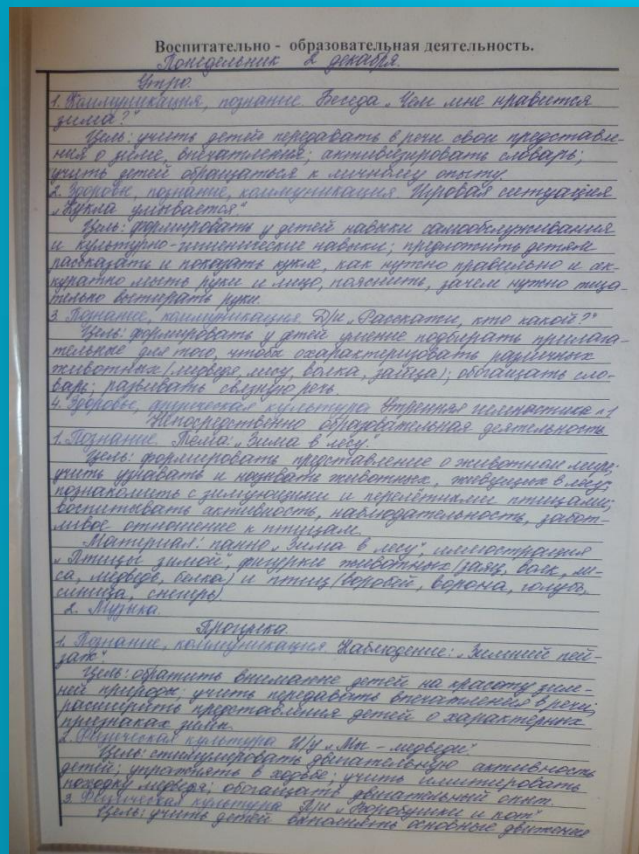 Воспитательно - образовательная деятельность.
Понедельник 2 декабря.
Утро.
1. Коммуникация, познание. Беседа „Чем мне нравится
зима?"
Цель: учить детей передавать в речи свои представле-
ния о зиме, впечатления; активизировать словарь;
учить детей обращаться к личному опыту.
2. Здоровье, познание, коммуникация. Игровая ситуация
„Кукла умывается"
Цель: формировать у детей навыки самообслуживания
и культурно-гигиенические навыки; предложить детям
рассказать и показать кукле, как нужно правильно и ак-
куратно мыть руки и лицо, пояснить, зачем нужно тща-
тельно вытирать руки.
3. Познание, коммуникация. Д/и „Расскажи, кто какой?"
Цель: формировать у детей умение подбирать прилага-
тельные для того, чтобы охарактеризовать различных
животных (медведя, лису, волка, зайца); обогащать сло-
варь; развивать связную речь.
4. Здоровье, физическая культура Утренняя гимнастика №1
Непосредственно образовательная деятельность
1. Познание. Тема: „Зима в лесу."
Цель: формировать представление о животном мире;
учить узнавать и называть животных, живущих в лесу;
познакомить с зимующими и перелётными птицами;
воспитывать активность, наблюдательность, забот-
ливое отношение к птицам.
Материал: панно „Зима в лесу", иллюстрация
„Птицы зимой", фигурки животных (заяц, волк, ли-
са, медведь, белка) и птиц (воробей, ворона, голубь,
синица, снегирь)
2. Музыка.
Прогулка.
1. Познание, коммуникация. Наблюдение: „Зимний пей-
заж".
Цель: обратить внимание детей на красоту зим-
ней природы: учить передавать впечатления в речи;
расширять представления детей о характерных
признаках зимы.
2. Физическая культура И/у „Мы - медведи"
Цель: стимулировать двигательную активность
детей; упражнять в ходьбе; учить имитировать
походку медведя; обогащать двигательный опыт.
3. Физическая культура П/и „Воробушки и кот"
Цель: учить детей выполнять основные движения